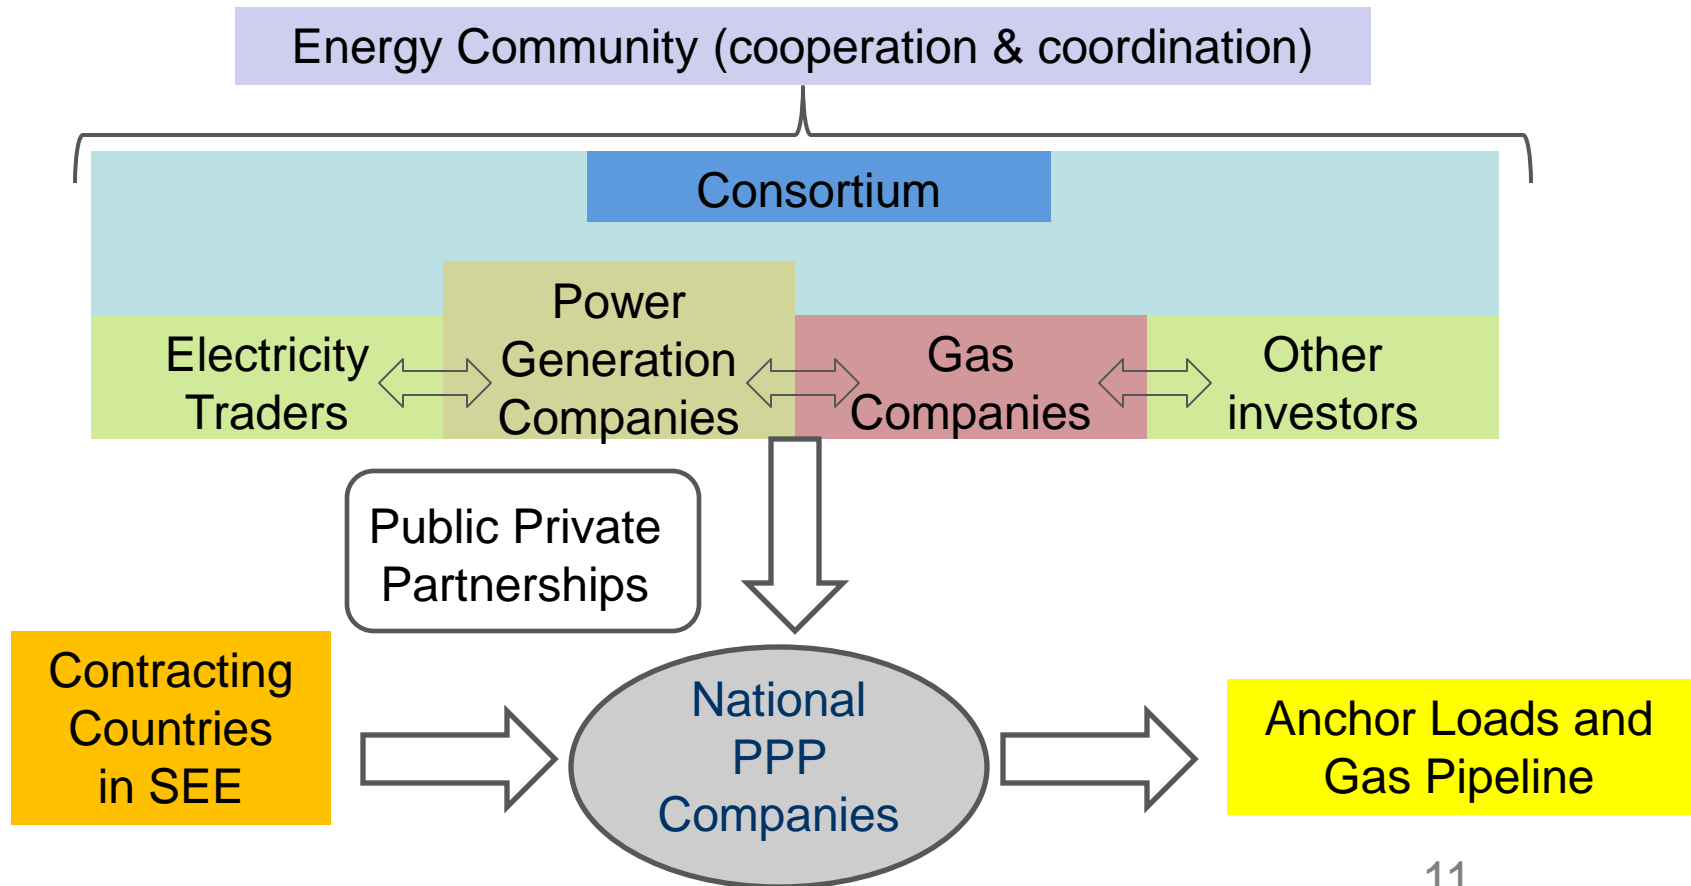 Energy Community (cooperation & coordination)
Consortium
Electricity
Traders
Power
Generation
Companies
Gas
Companies
Other
investors
Public Private
Partnerships
Contracting
Countries
in SEE
National
PPP
Companies
Anchor Loads and
Gas Pipeline
11